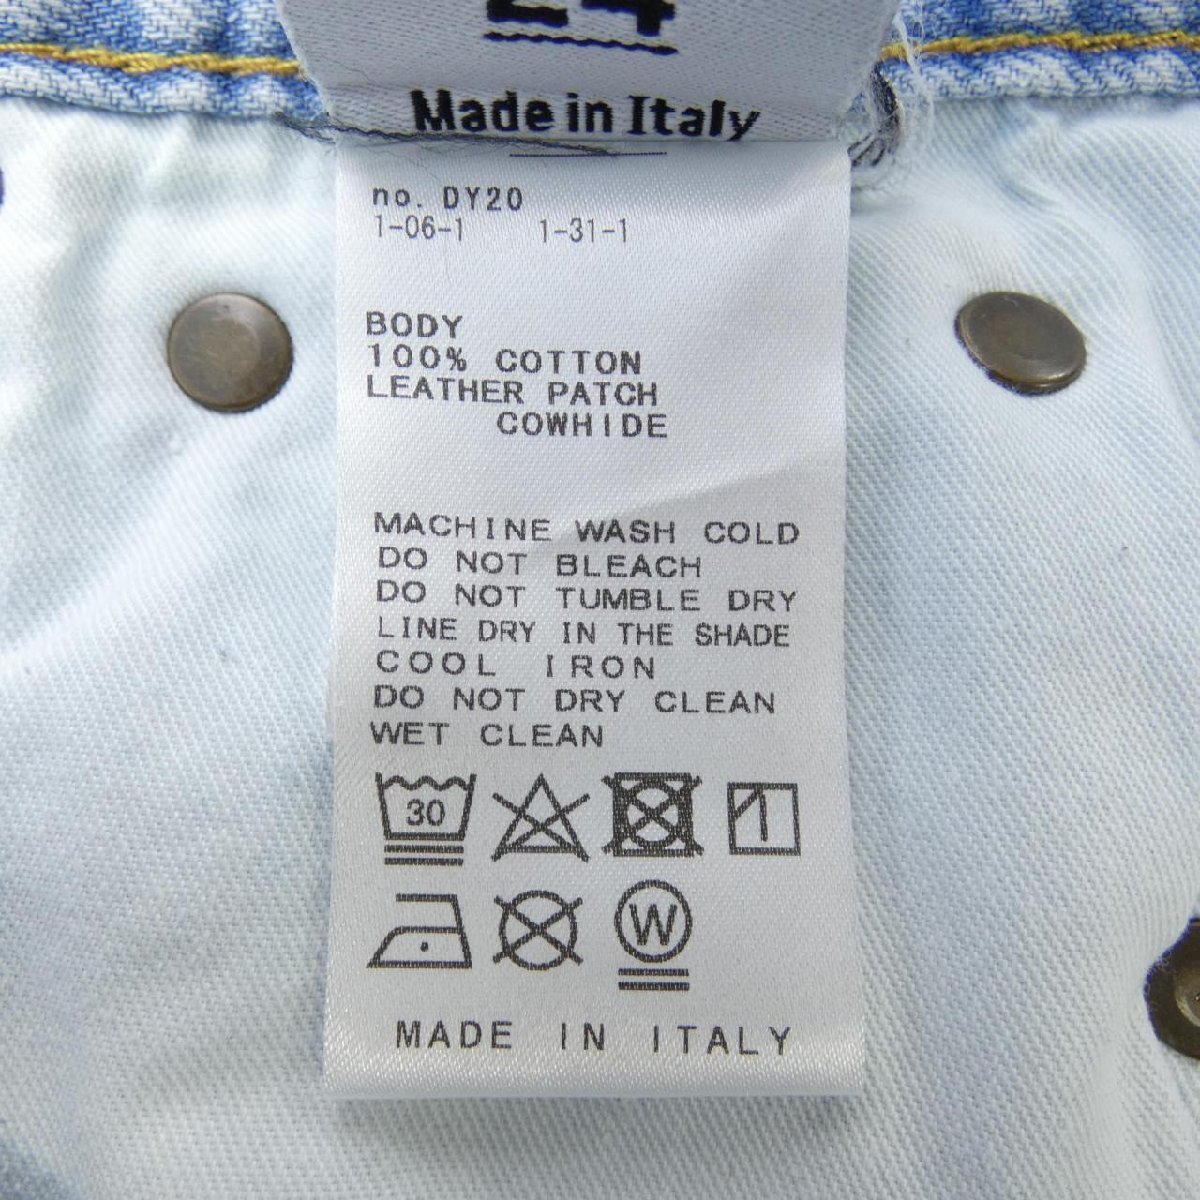 24
Made in Italy
no. DY20
1-06-1 1-31-1
BODY
100% COTTON
LEATHER PATCH
COWHIDE
MACHINE WASH COLD
DO NOT BLEACH
DO NOT TUMBLE DRY
LINE DRY IN THE SHADE
COOL IRON
DO NOT DRY CLEAN
WET CLEAN
30
W
MADE IN ITALY